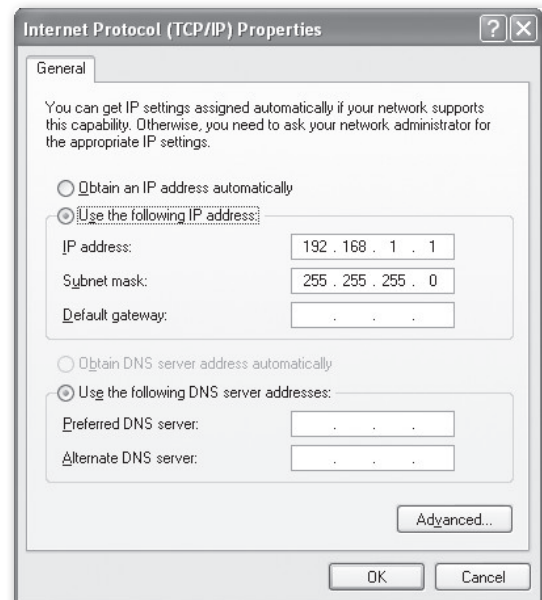 Internet Protocol (TCP/IP) Properties
General
You can get IP settings assigned automatically if your network supports
this capability. Otherwise, you need to ask your network administrator for
the appropriate IP settings.
Obtain an IP address automatically
Use the following IP address:
IP address: 192 . 168 . 1 . 1
Subnet mask: 255 . 255 . 255 . 0
Default gateway: . . .
Obtain DNS server address automatically
Use the following DNS server addresses:
Preferred DNS server: . . .
Alternate DNS server: . . .
Advanced...
OK Cancel